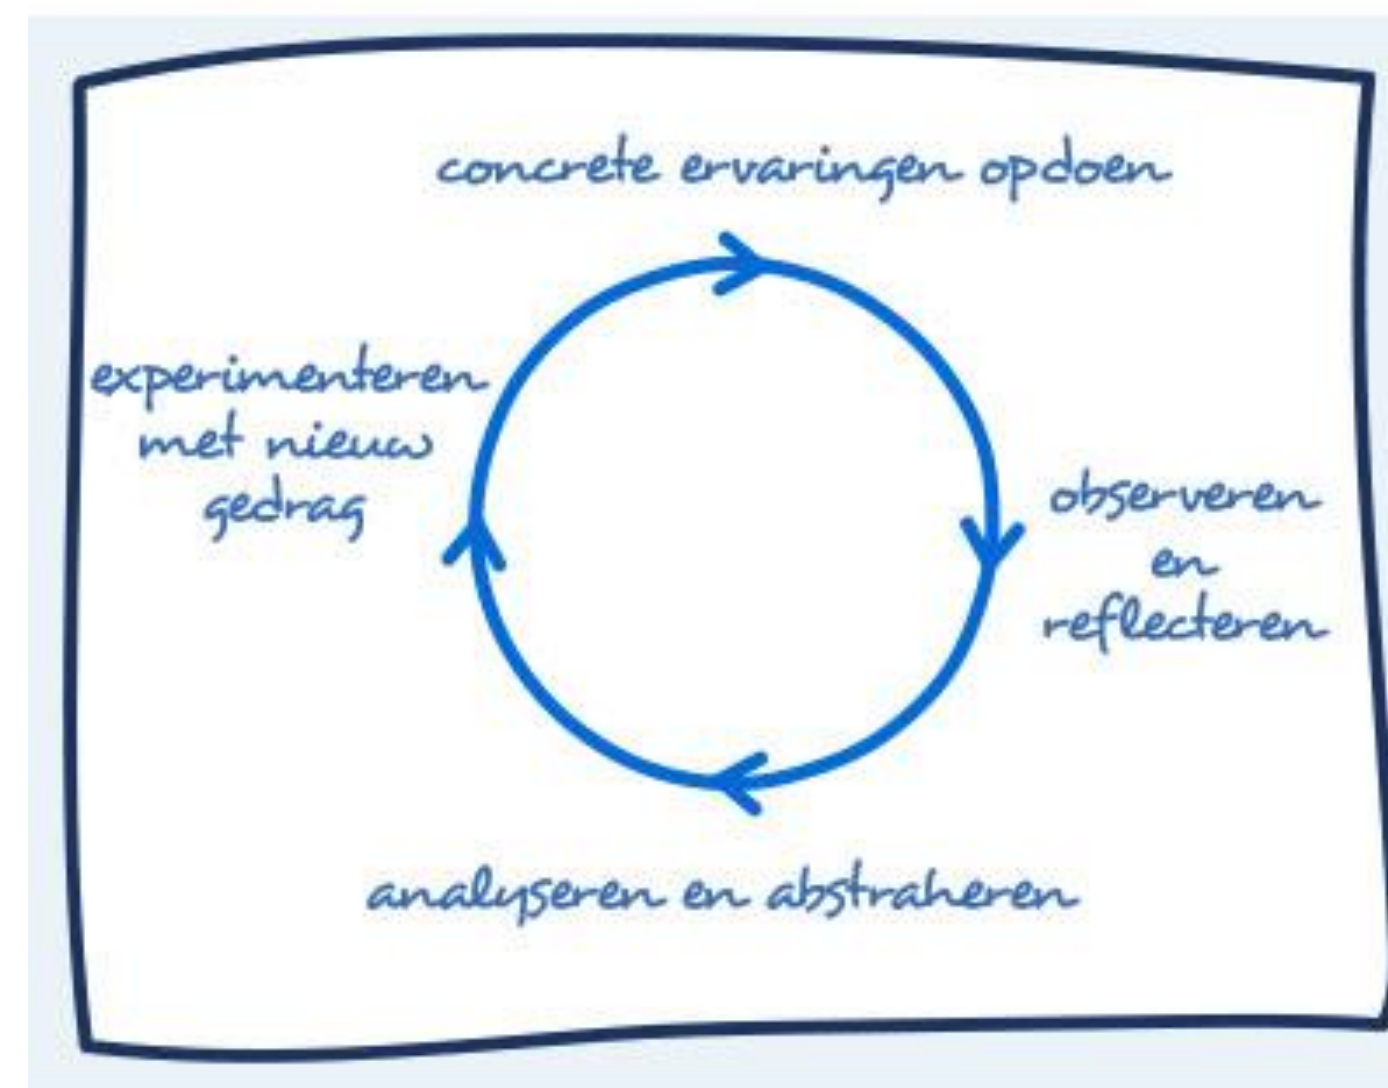 concrete ervaringen opdoen
experimenteren
met nieuw
gedrag
observeren
en
reflecteren
analyseren en abstraheren